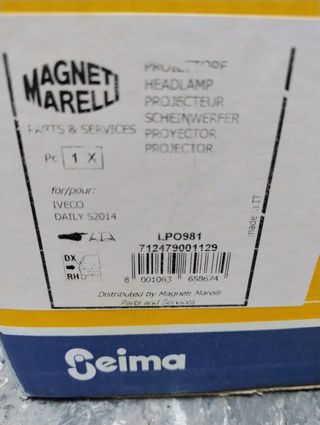 MAGNETI
MARELLI
PARTS & SERVICES
PROIETTORE
HEADLAMP
PROJECTEUR
SCHEINWERFER
PROYECTOR
PROJECTOR
Pc 1 X
for/pour:
IVECO
DAILY S2014
made in IT
LPO981
712479001129
DX
RH
8 001063 658674
Distributed by Magneti Marelli
Parts and Services
Seima